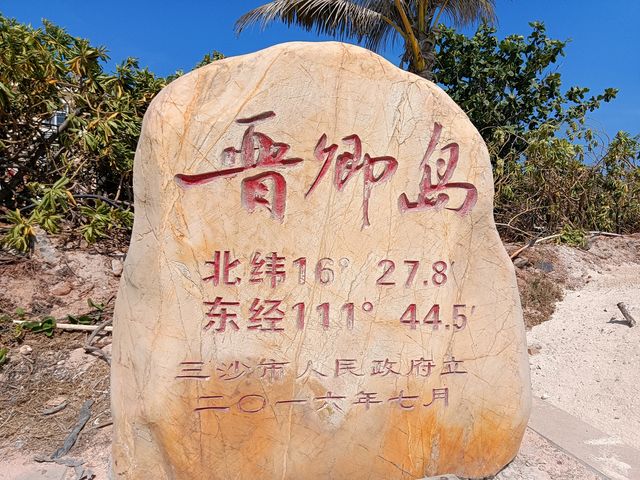 晋卿岛
北纬16° 27.8′
东经111° 44.5′
三沙市人民政府立
二〇一六年七月